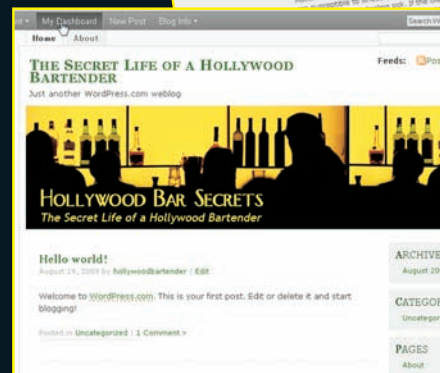 My Dashboard New Post Blog Info
Home About
THE SECRET LIFE OF A HOLLYWOOD
BARTENDER
Just another WordPress.com weblog
Feeds:
HOLLYWOOD BAR SECRETS
The Secret Life of a Hollywood Bartender
Hello world!
by hollywoodbartender | Edit
Welcome to WordPress.com. This is your first post. Edit or delete it and start
blogging!
Posted in Uncategorized | 1 Comment »
ARCHIVE
August 20
CATEGOR
Uncategor
PAGES
About